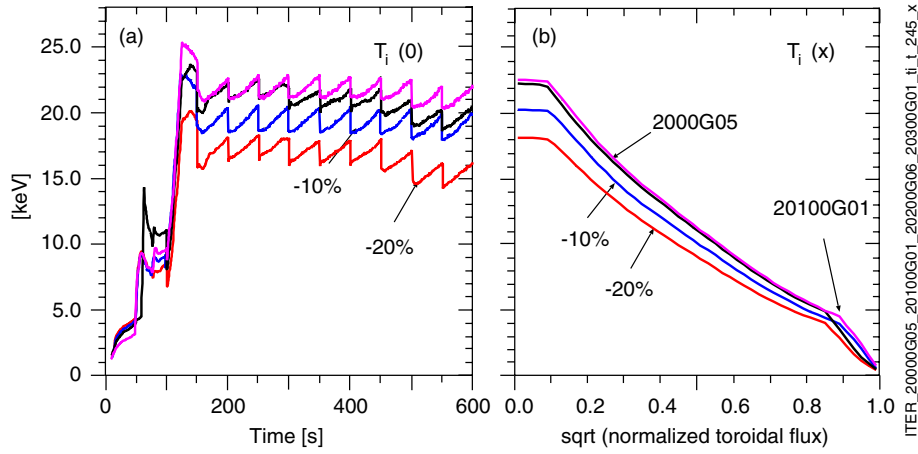 (a)
T i (0)
25.0
20.0
15.0
10.0
5.0
0
[keV]
-10%
-20%
0
200
400
600
Time [s]
(b)
T i (x)
2000G05
20100G01
-10%
-20%
0.0
0.2
0.4
0.6
0.8
1.0
sqrt (normalized toroidal flux)
ITER_20000G05_20100G01_20200G06_20300G01_ti_t_245_x